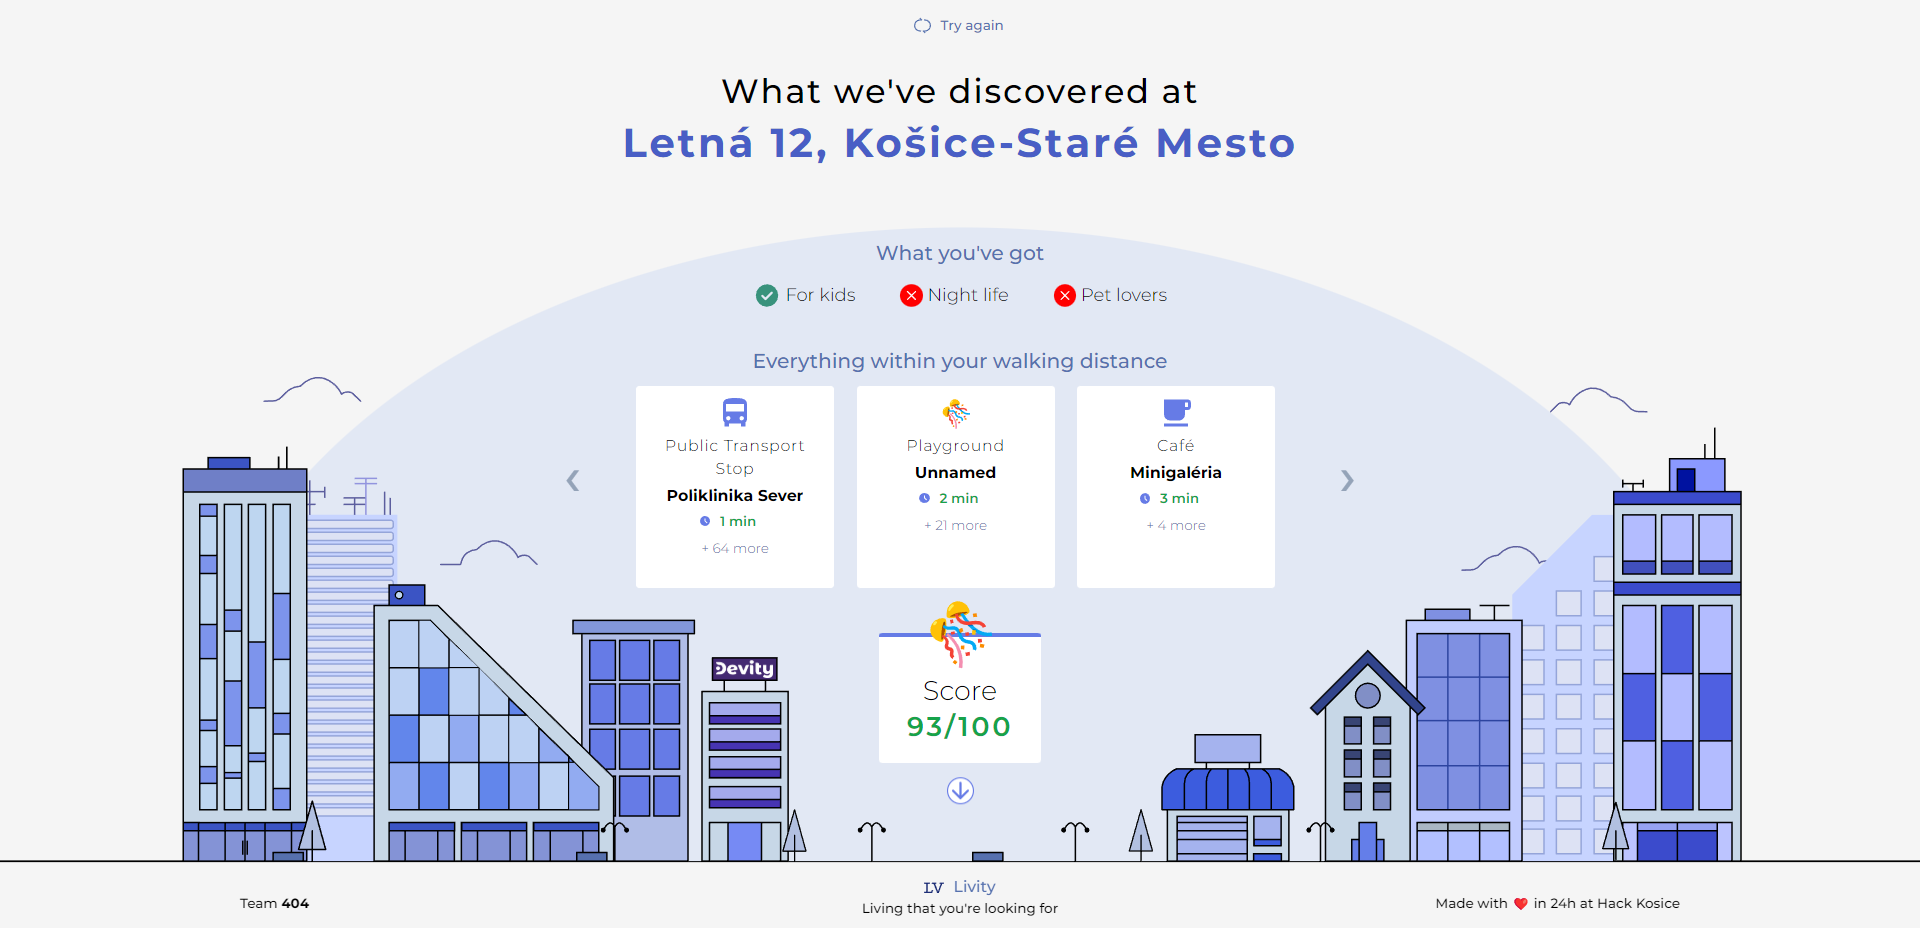 Try again
What we've discovered at
Letná 12, Košice-Staré Mesto
What you've got
For kids
Night life
Pet lovers
Everything within your walking distance
Public Transport
Stop
Poliklinika Sever
1 min
+ 64 more
Playground
Unnamed
2 min
+ 21 more
Café
Minigaléria
3 min
+ 4 more
Score
93/100
Devity
Team 404
LV Livity
Living that you're looking for
Made with ❤️ in 24h at Hack Kosice